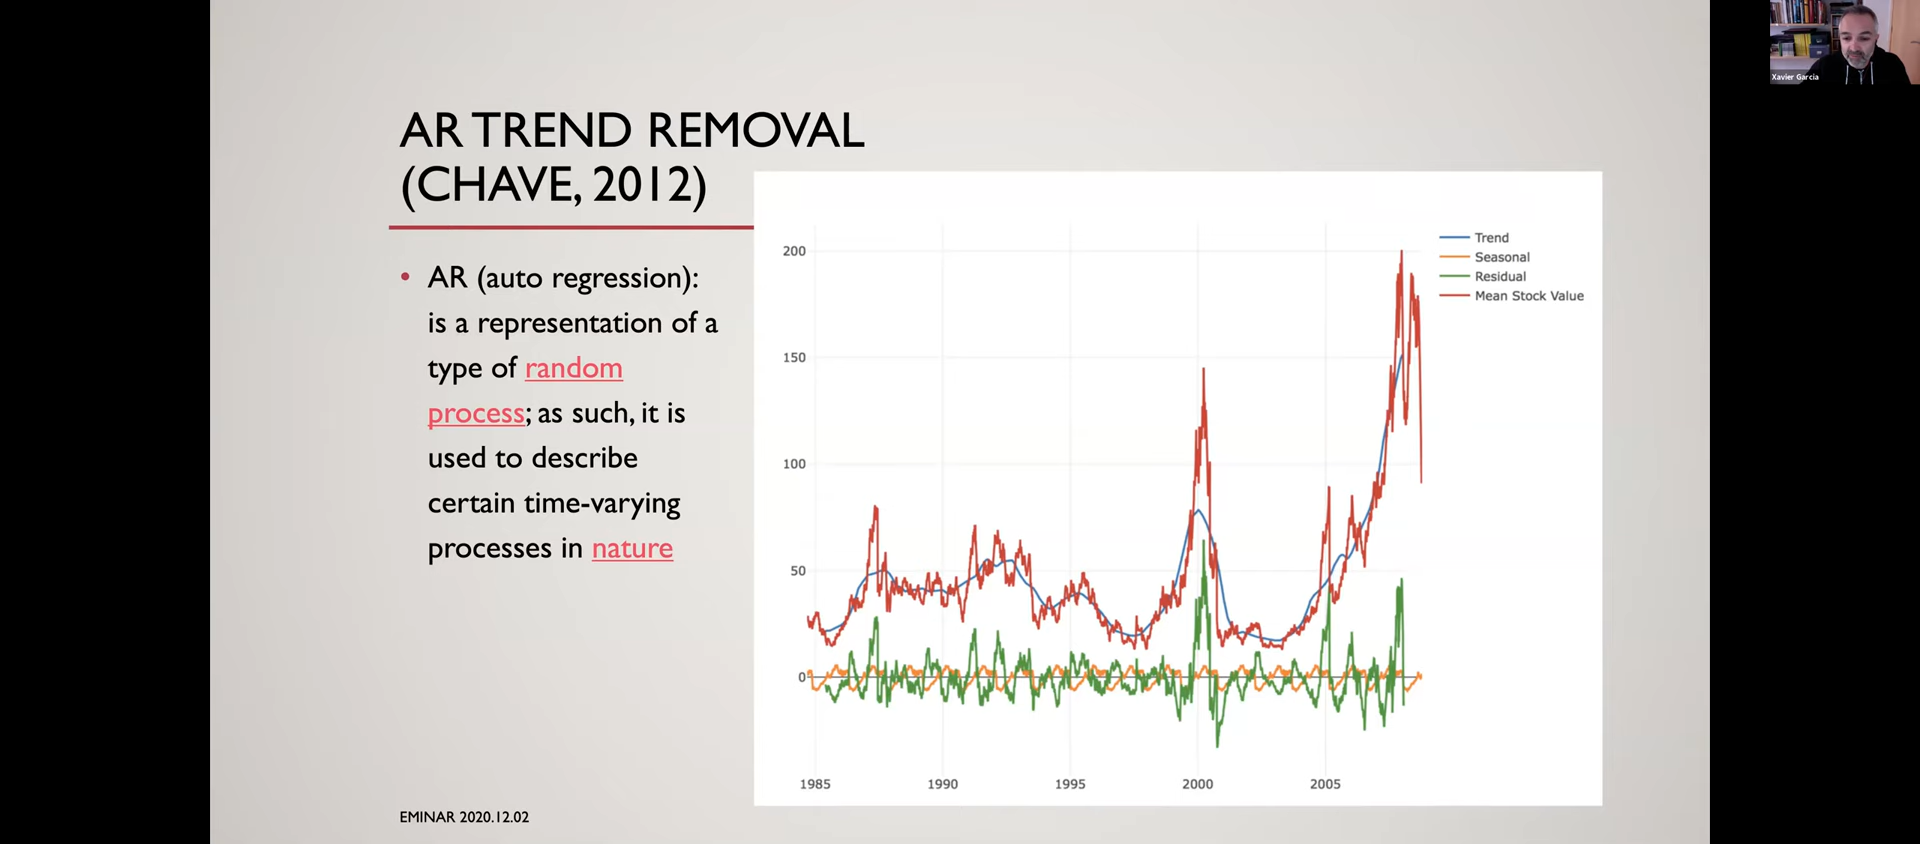 Xavier Garcia
AR TREND REMOVAL
(CHAVE, 2012)
• AR (auto regression):
is a representation of a
type of random
process; as such, it is
used to describe
certain time-varying
processes in nature
200
150
100
50
0
1985
1990
1995
2000
2005
Trend
Seasonal
Residual
Mean Stock Value
EMINAR 2020.12.02